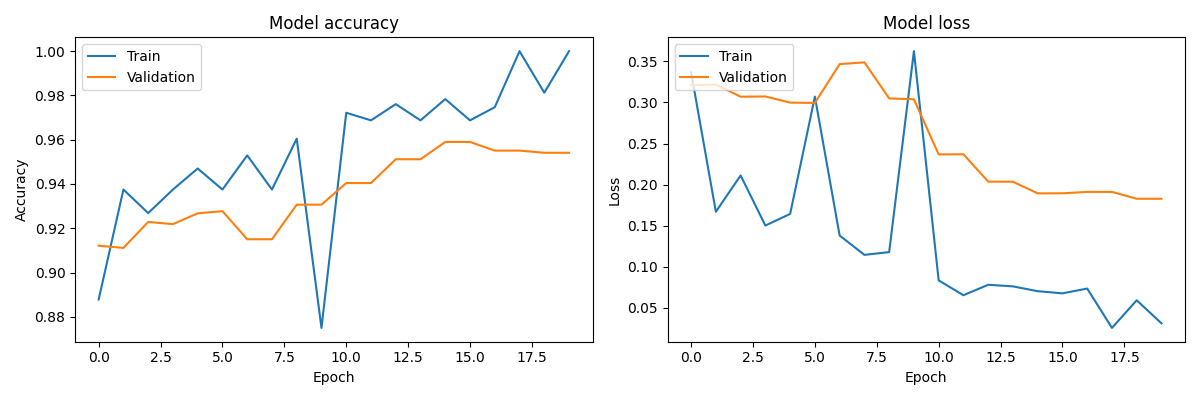 Model accuracy
Train
Validation
1.00
0.98
0.96
0.94
0.92
0.90
0.88
Accuracy
0.0 2.5 5.0 7.5 10.0 12.5 15.0 17.5
Epoch
Model loss
Train
Validation
0.35
0.30
0.25
0.20
0.15
0.10
0.05
Loss
0.0 2.5 5.0 7.5 10.0 12.5 15.0 17.5
Epoch